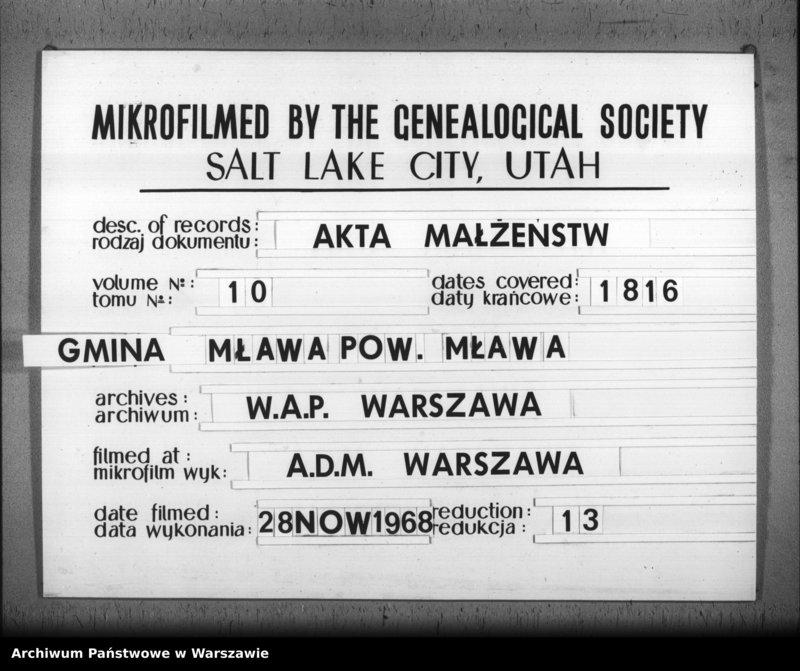 MIKROFILMED BY THE GENEALOGICAL SOCIETY
SALT LAKE CITY, UTAH
desc. of records:
rodzaj dokumentu: AKTA MAŁŻEŃSTW
volume No:
tomu No: 10
dates covered:
daty krańcowe: 1816
GMINA MŁAWA POW. MŁAWA
archives:
archiwum: W.A.P. WARSZAWA
filmed at:
mikrofilm wyk: A.D.M. WARSZAWA
date filmed:
data wykonania: 28NOW1968
reduction:
redukcja: 13
Archiwum Państwowe w Warszawie